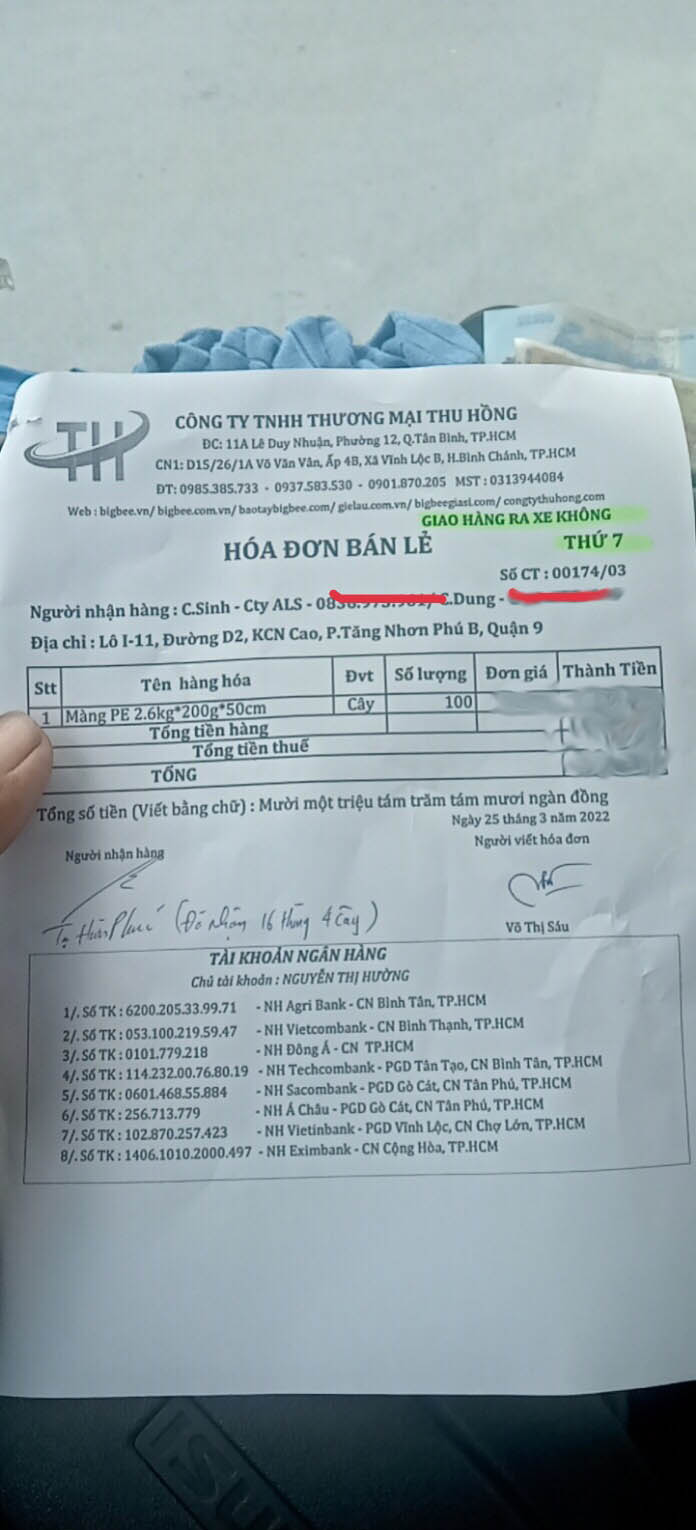 TH
CÔNG TY TNHH THƯƠNG MẠI THU HỒNG
ĐC: 11A Lê Duy Nhuận, Phường 12, Q.Tân Bình, TP.HCM
CN1: D15/26/1A Võ Văn Vân, Ấp 4B, Xã Vĩnh Lộc B, H.Bình Chánh, TP.HCM
ĐT: 0985.385.733 - 0937.583.530 - 0901.870.205 MST : 0313944084
Web : bigbee.vn/ bigbee.com.vn/ baotaybigbee.com/ gielau.com.vn/ bigbeegiasi.com/ congtythuhong.com
GIAO HÀNG RA XE KHÔNG
HÓA ĐƠN BÁN LẺ THỨ 7
Số CT : 00174/03
Người nhận hàng : C.Sinh - Cty ALS - C.Dung -
Địa chỉ : Lô I-11, Đường D2, KCN Cao, P.Tăng Nhơn Phú B, Quận 9
Stt Tên hàng hóa Đvt Số lượng Đơn giá Thành Tiền
1 Màng PE 2.6kg*200g*50cm Cây 100
Tổng tiền hàng
Tổng tiền thuế
TỔNG
Tổng số tiền (Viết bằng chữ) : Mười một triệu tám trăm tám mươi ngàn đồng
Ngày 25 tháng 3 năm 2022
Người nhận hàng Người viết hóa đơn
(Đã nhận 16 thùng 4 cây)
Võ Thị Sáu
TÀI KHOẢN NGÂN HÀNG
Chủ tài khoản : NGUYỄN THỊ HƯỜNG
1/. Số TK : 6200.205.33.99.71 - NH Agri Bank - CN Bình Tân, TP.HCM
2/. Số TK : 053.100.219.59.47 - NH Vietcombank - CN Bình Thạnh, TP.HCM
3/. Số TK : 0101.779.218 - NH Đông Á - CN TP.HCM
4/. Số TK : 114.232.00.76.80.19 - NH Techcombank - PGD Tân Tạo, CN Bình Tân, TP.HCM
5/. Số TK : 0601.468.55.884 - NH Sacombank - PGD Gò Cát, CN Tân Phú, TP.HCM
6/. Số TK : 256.713.779 - NH Á Châu - PGD Gò Cát, CN Tân Phú, TP.HCM
7/. Số TK : 102.870.257.423 - NH Vietinbank - PGD Vĩnh Lộc, CN Chợ Lớn, TP.HCM
8/. Số TK : 1406.1010.2000.497 - NH Eximbank - CN Cộng Hòa, TP.HCM